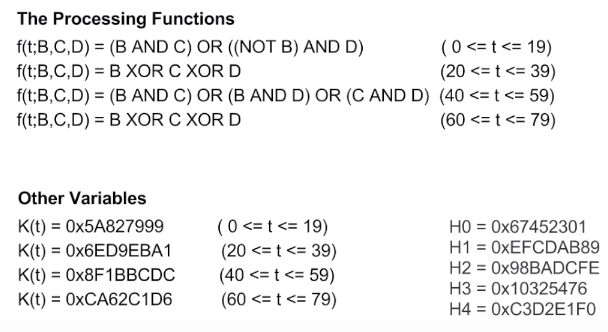 The Processing Functions
f(t;B,C,D) = (B AND C) OR ((NOT B) AND D) ( 0 <= t <= 19)
f(t;B,C,D) = B XOR C XOR D (20 <= t <= 39)
f(t;B,C,D) = (B AND C) OR (B AND D) OR (C AND D) (40 <= t <= 59)
f(t;B,C,D) = B XOR C XOR D (60 <= t <= 79)
Other Variables
K(t) = 0x5A827999 ( 0 <= t <= 19)
K(t) = 0x6ED9EBA1 (20 <= t <= 39)
K(t) = 0x8F1BBCDC (40 <= t <= 59)
K(t) = 0xCA62C1D6 (60 <= t <= 79)
H0 = 0x67452301
H1 = 0xEFCDAB89
H2 = 0x98BADCFE
H3 = 0x10325476
H4 = 0xC3D2E1F0